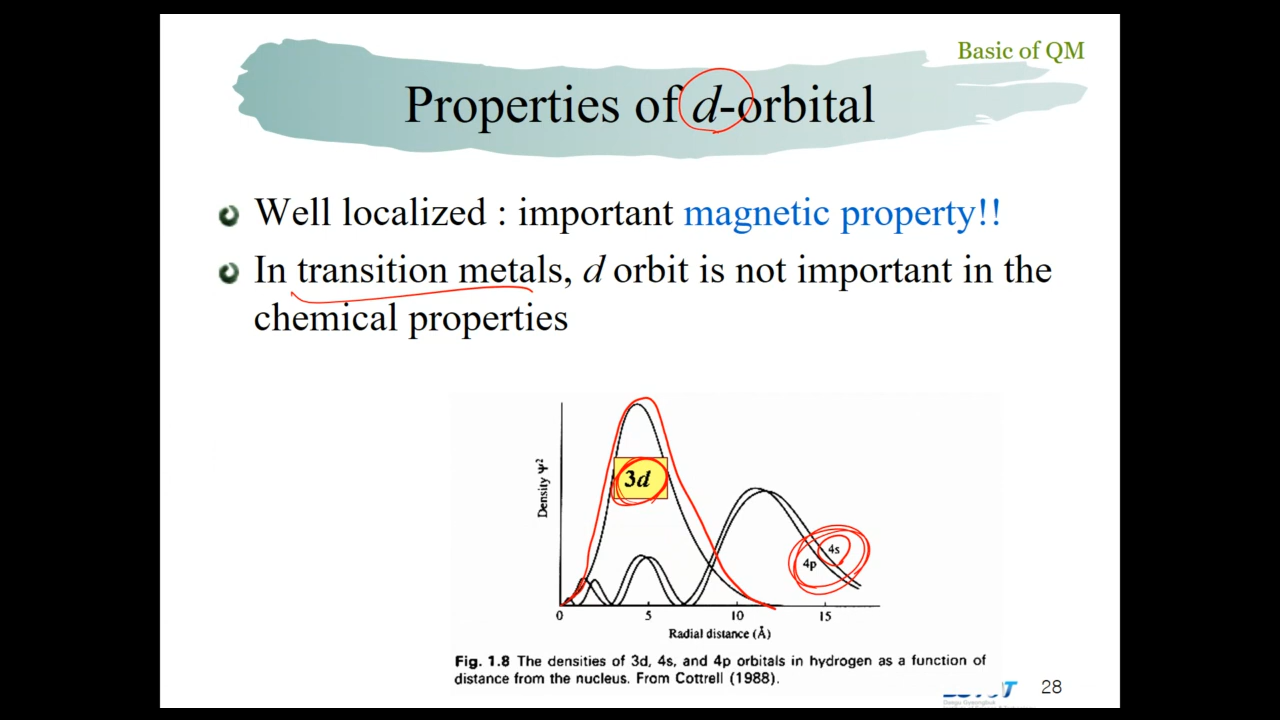 Basic of QM
Properties of d-orbital
Well localized : important magnetic property!!
In transition metals, d orbit is not important in the
chemical properties
Density Ψ²
3d
4s
4p
0 5 10 15
Radial distance (Å)
Fig. 1.8 The densities of 3d, 4s, and 4p orbitals in hydrogen as a function of
distance from the nucleus. From Cottrell (1988).
28